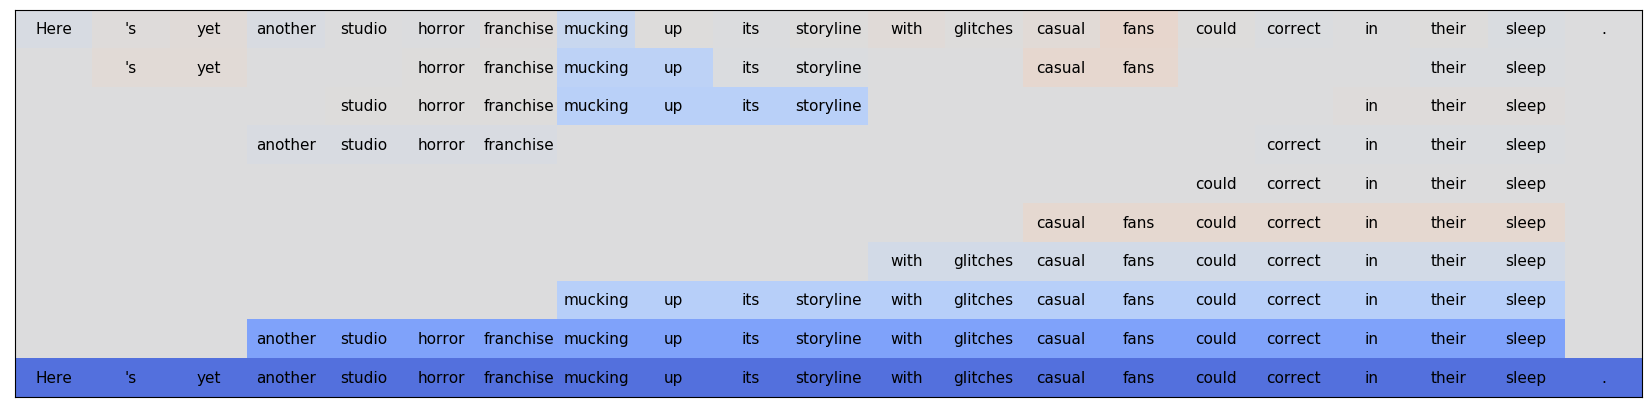 Here 's yet another studio horror franchise mucking up its storyline with glitches casual fans could correct in their sleep .
's yet horror franchise mucking up its storyline casual fans their sleep
studio horror franchise mucking up its storyline in their sleep
another studio horror franchise correct in their sleep
could correct in their sleep
casual fans could correct in their sleep
with glitches casual fans could correct in their sleep
mucking up its storyline with glitches casual fans could correct in their sleep
another studio horror franchise mucking up its storyline with glitches casual fans could correct in their sleep
Here 's yet another studio horror franchise mucking up its storyline with glitches casual fans could correct in their sleep .